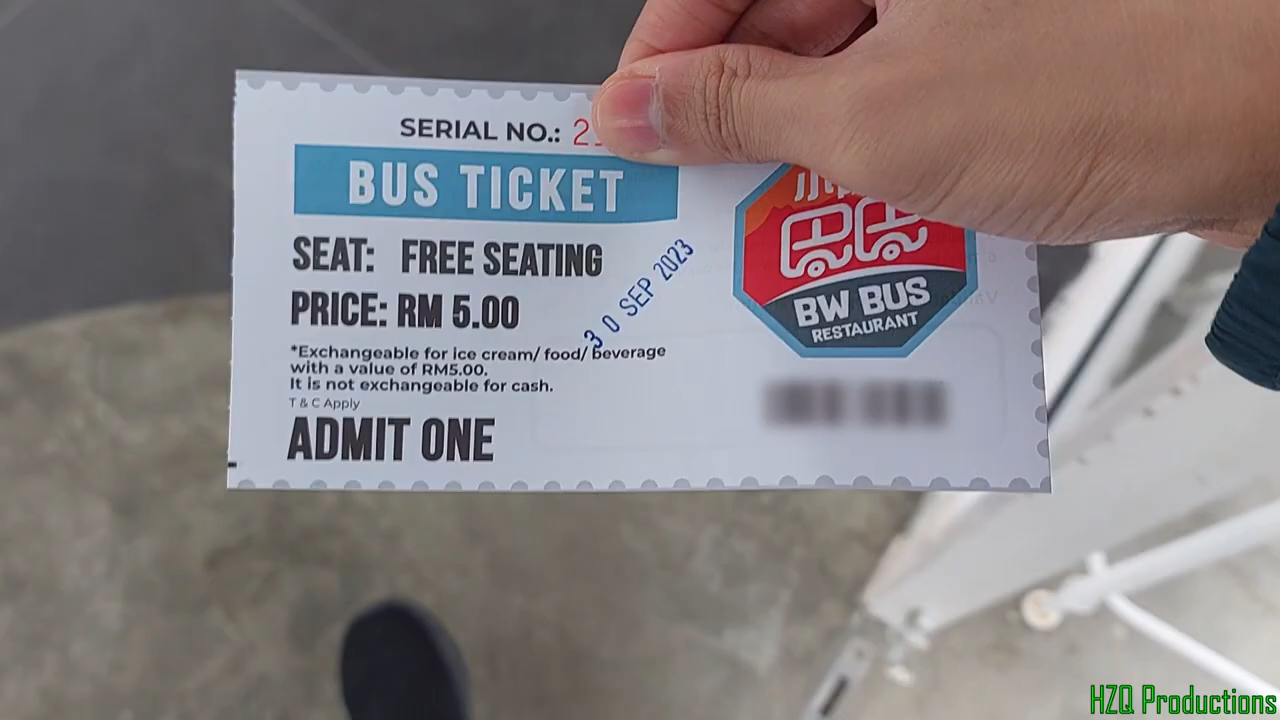 SERIAL NO.: 2
BUS TICKET
SEAT: FREE SEATING
PRICE: RM 5.00
30 SEP 2023
*Exchangeable for ice cream/ food/ beverage
with a value of RM5.00.
It is not exchangeable for cash.
T & C Apply
ADMIT ONE
BW BUS
RESTAURANT
HZQ Productions